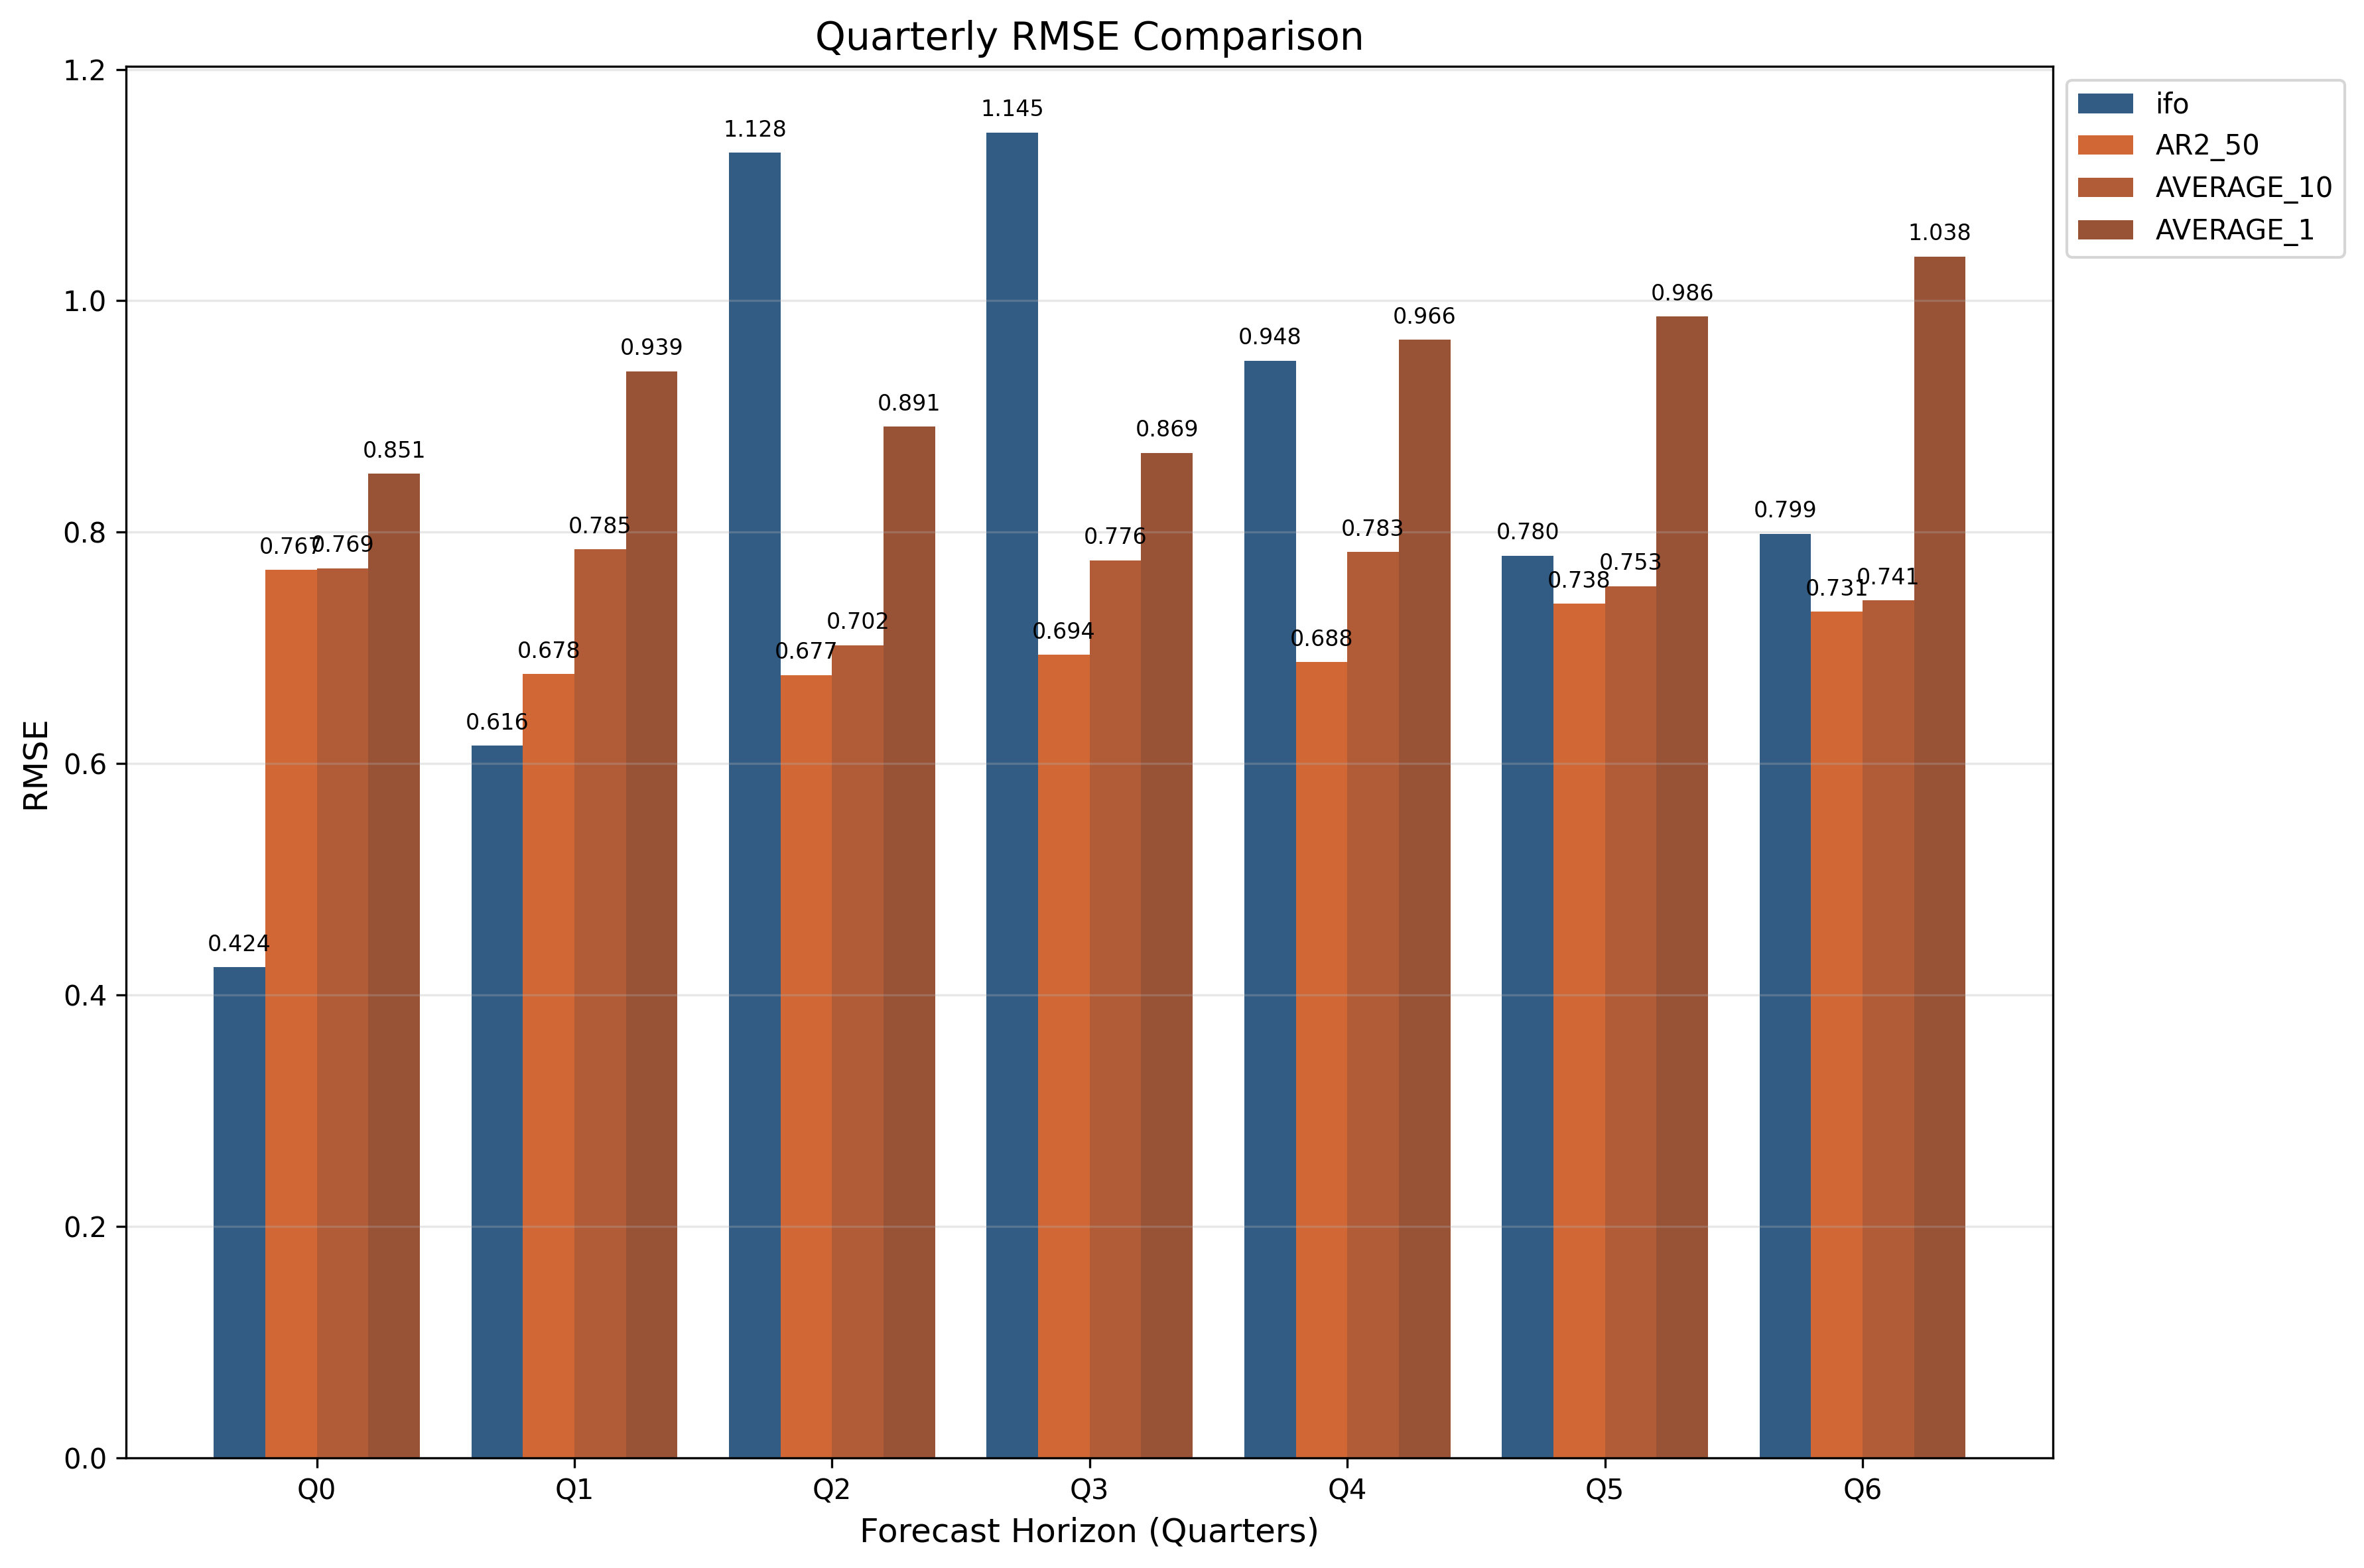 Quarterly RMSE Comparison
1.2
1.0
0.8
0.6
0.4
0.2
0.0
RMSE
0.424
0.767
0.769
0.851
0.616
0.678
0.785
0.939
1.128
0.677
0.702
0.891
1.145
0.694
0.776
0.869
0.948
0.688
0.783
0.966
0.780
0.738
0.753
0.986
0.799
0.731
0.741
1.038
Q0
Q1
Q2
Q3
Q4
Q5
Q6
Forecast Horizon (Quarters)
ifo
AR2_50
AVERAGE_10
AVERAGE_1